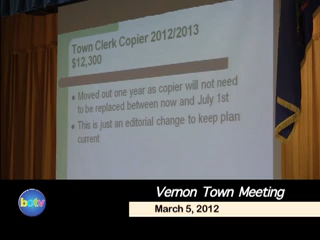 Town Clerk Copier 2012/2013
$12,300
• Moved out one year as copier will not need
to be replaced between now and July 1st
• This is just an editorial change to keep plan
current
bctv
Vernon Town Meeting
March 5, 2012